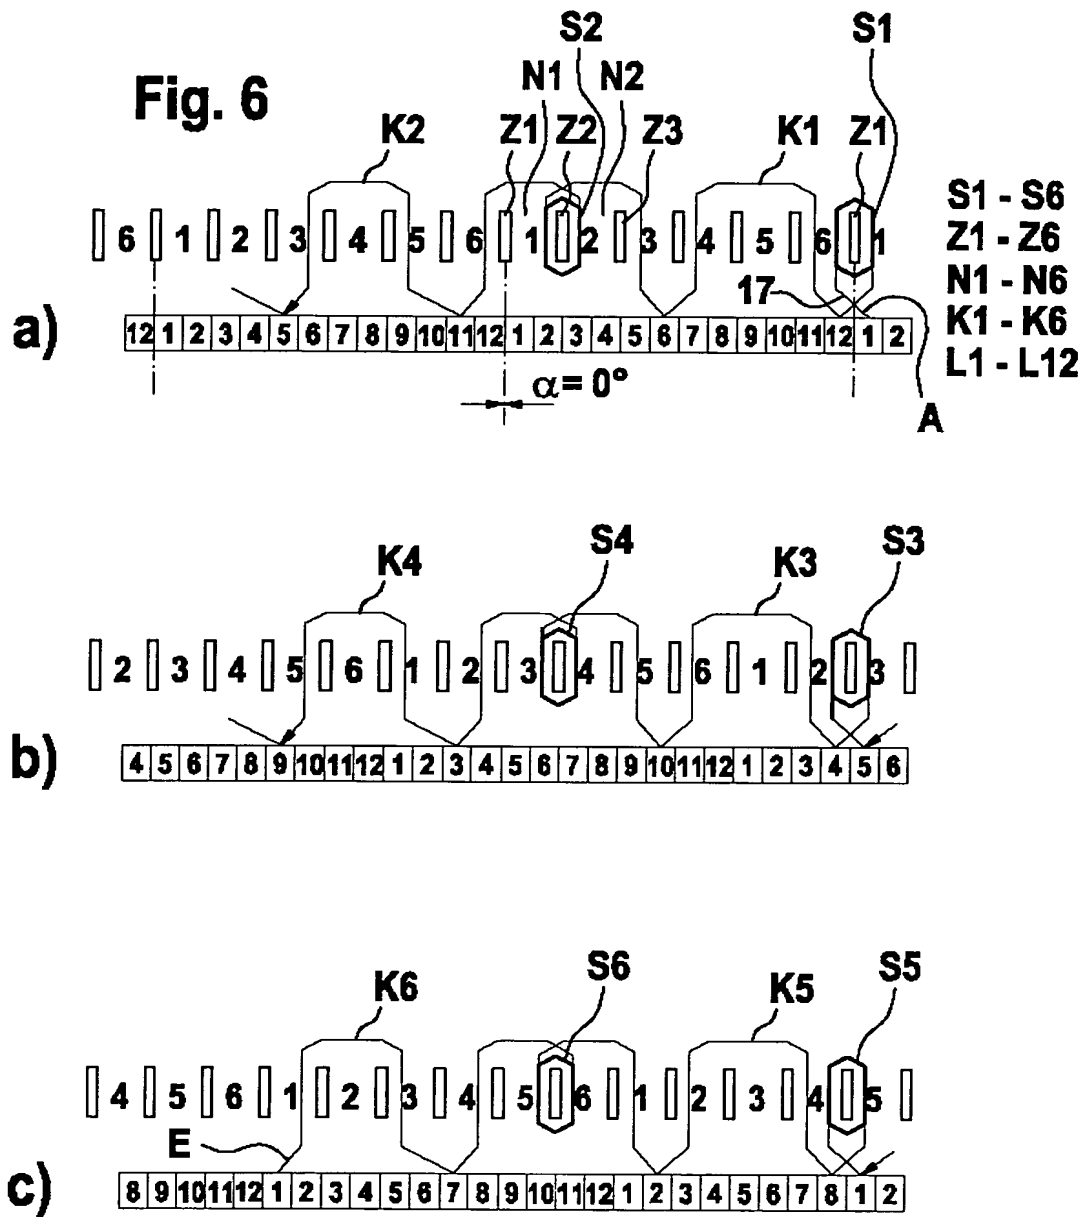 Fig. 6
S2
S1
N1
N2
K2
Z1
Z2
Z3
K1
Z1
6 1 2 3 4 5 6 1 2 3 4 5 6 1
S1 - S6
Z1 - Z6
N1 - N6
K1 - K6
L1 - L12
17
a)
12 1 2 3 4 5 6 7 8 9 10 11 12 1 2 3 4 5 6 7 8 9 10 11 12 1 2
α = 0°
A
K4
S4
K3
S3
2 3 4 5 6 1 2 3 4 5 6 1 2 3
b)
4 5 6 7 8 9 10 11 12 1 2 3 4 5 6 7 8 9 10 11 12 1 2 3 4 5 6
K6
S6
K5
S5
4 5 6 1 2 3 4 5 6 1 2 3 4 5
E
c)
8 9 10 11 12 1 2 3 4 5 6 7 8 9 10 11 12 1 2 3 4 5 6 7 8 1 2